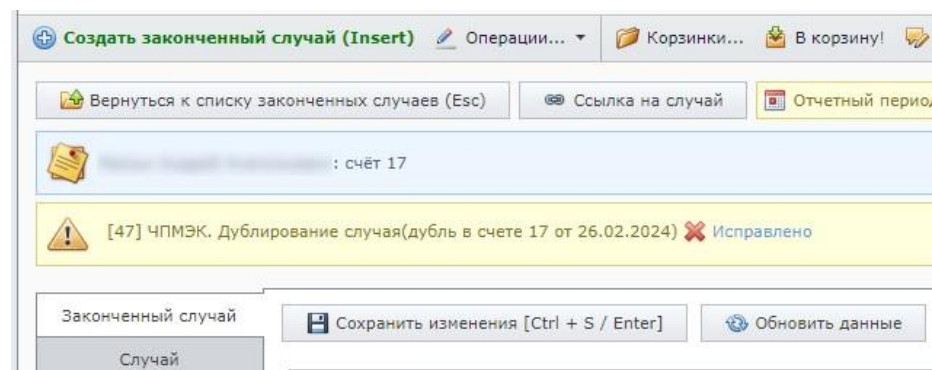 Создать законченный случай (Insert) Операции... Корзинки... В корзину!
Вернуться к списку законченных случаев (Esc) Ссылка на случай Отчетный период
: счёт 17
[47] ЧПМЭК. Дублирование случая(дубль в счете 17 от 26.02.2024) Исправлено
Законченный случай Сохранить изменения [Ctrl + S / Enter] Обновить данные
Случай